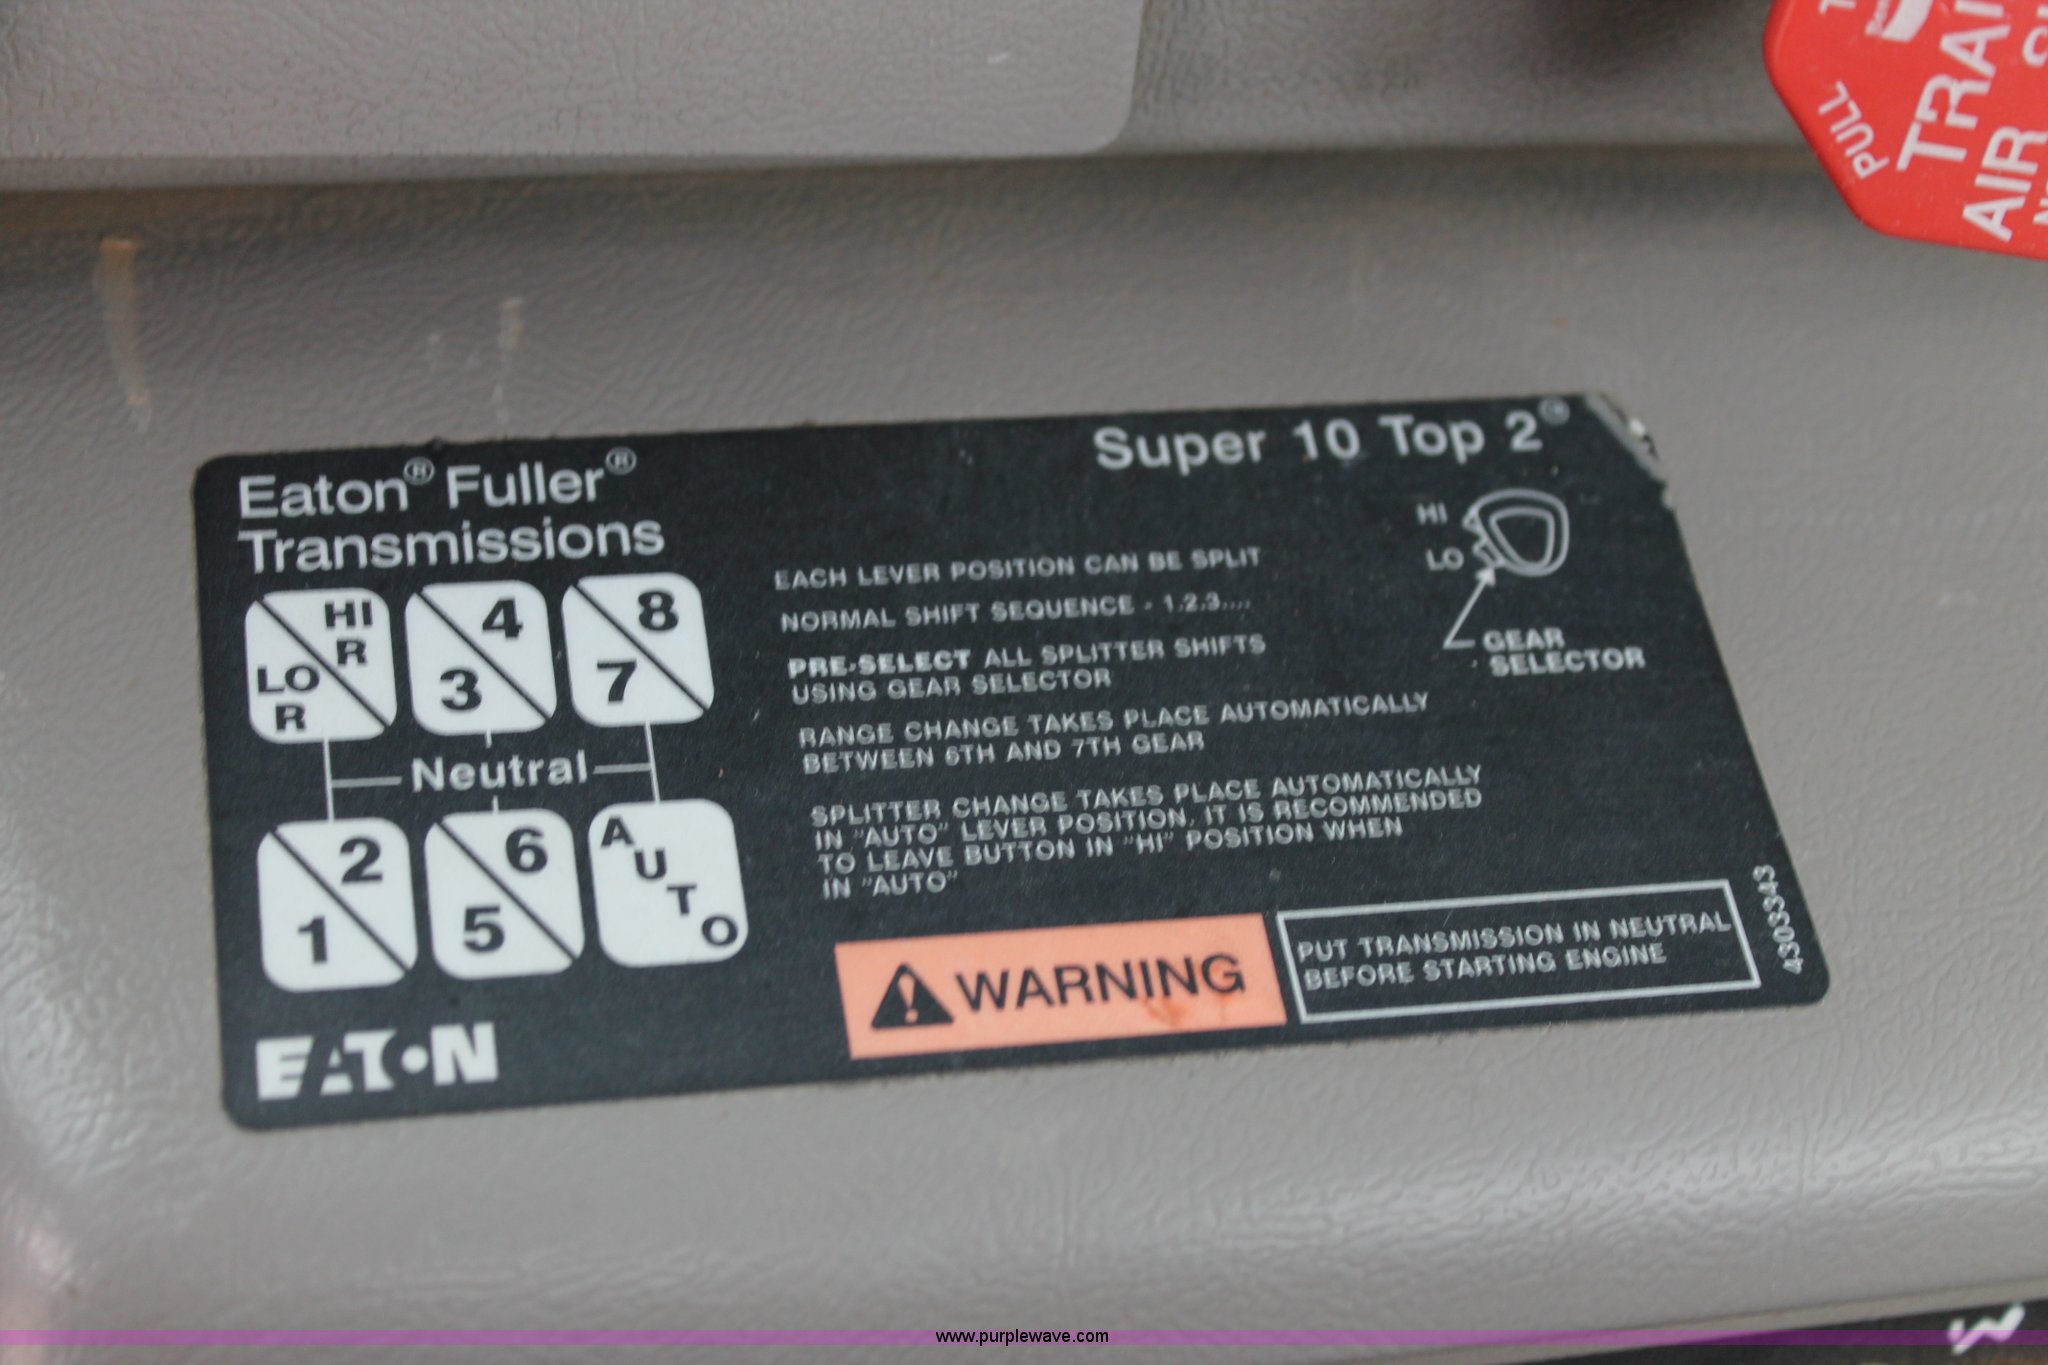 PULL
TRAI
AIR
Eaton® Fuller®
Transmissions
Super 10 Top 2®
HI
R
LO
R
4
3
8
7
Neutral
2
1
6
5
AUTO
EATON
EACH LEVER POSITION CAN BE SPLIT
NORMAL SHIFT SEQUENCE - 1,2,3....
PRE-SELECT ALL SPLITTER SHIFTS
USING GEAR SELECTOR
RANGE CHANGE TAKES PLACE AUTOMATICALLY
BETWEEN 6TH AND 7TH GEAR
SPLITTER CHANGE TAKES PLACE AUTOMATICALLY
IN "AUTO" LEVER POSITION, IT IS RECOMMENDED
TO LEAVE BUTTON IN "HI" POSITION WHEN
IN "AUTO"
HI
LO
GEAR
SELECTOR
WARNING
PUT TRANSMISSION IN NEUTRAL
BEFORE STARTING ENGINE
4303343
www.purplewave.com